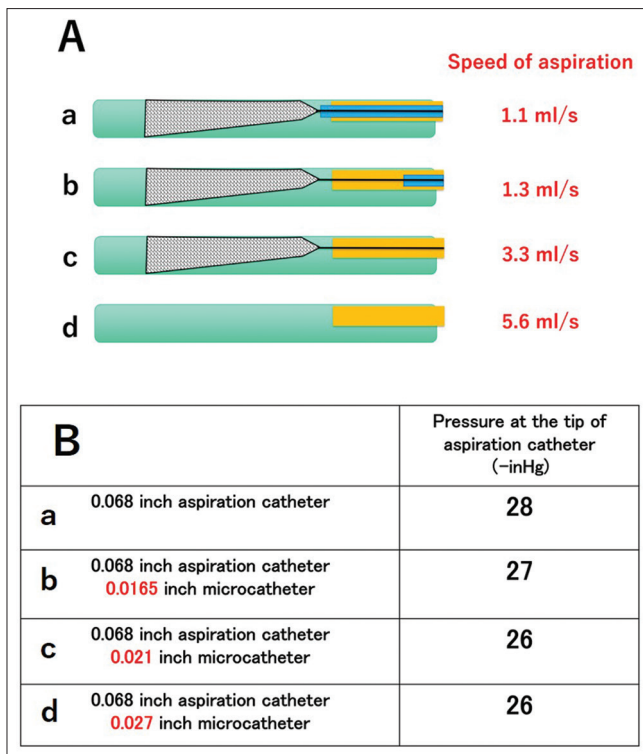 A
Speed of aspiration
a 1.1 ml/s
b 1.3 ml/s
c 3.3 ml/s
d 5.6 ml/s
B
Pressure at the tip of
aspiration catheter
(−inHg)
a 0.068 inch aspiration catheter 28
b 0.068 inch aspiration catheter 27
0.0165 inch microcatheter
c 0.068 inch aspiration catheter 26
0.021 inch microcatheter
d 0.068 inch aspiration catheter 26
0.027 inch microcatheter